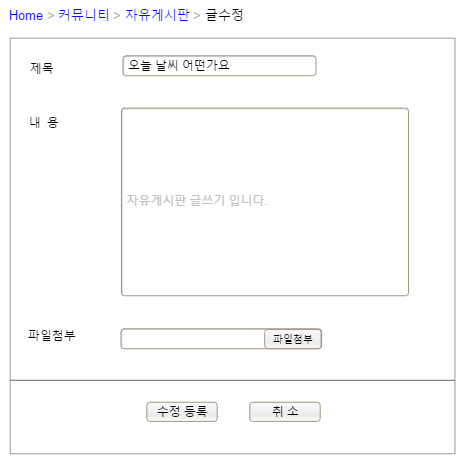 Home > 커뮤니티 > 자유게시판 > 글수정
제목
오늘 날씨 어떤가요
내 용
자유게시판 글쓰기 입니다.
파일첨부
파일첨부
수정 등록
취 소